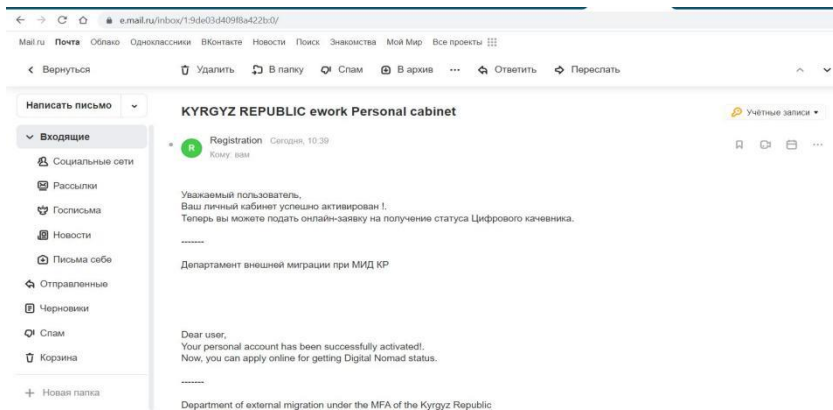 e.mail.ru/inbox/1:9de03d409f8a422b:0/
Mail.ru Почта Облако Одноклассники ВКонтакте Новости Поиск Знакомства Мой Мир Все проекты
Вернуться Удалить В папку Спам В архив ... Ответить Переслать
Написать письмо
KYRGYZ REPUBLIC ework Personal cabinet
Учётные записи
Входящие
R
Registration Сегодня, 10:39
Кому: вам
Социальные сети
Рассылки
Госписьма
Новости
Письма себе
Отправленные
Черновики
Спам
Корзина
Новая папка
Уважаемый пользователь,
Ваш личный кабинет успешно активирован !.
Теперь вы можете подать онлайн-заявку на получение статуса Цифрового качевника.
-------
Департамент внешней миграции при МИД КР
Dear user,
Your personal account has been successfully activated!.
Now, you can apply online for getting Digital Nomad status.
-------
Department of external migration under the MFA of the Kyrgyz Republic